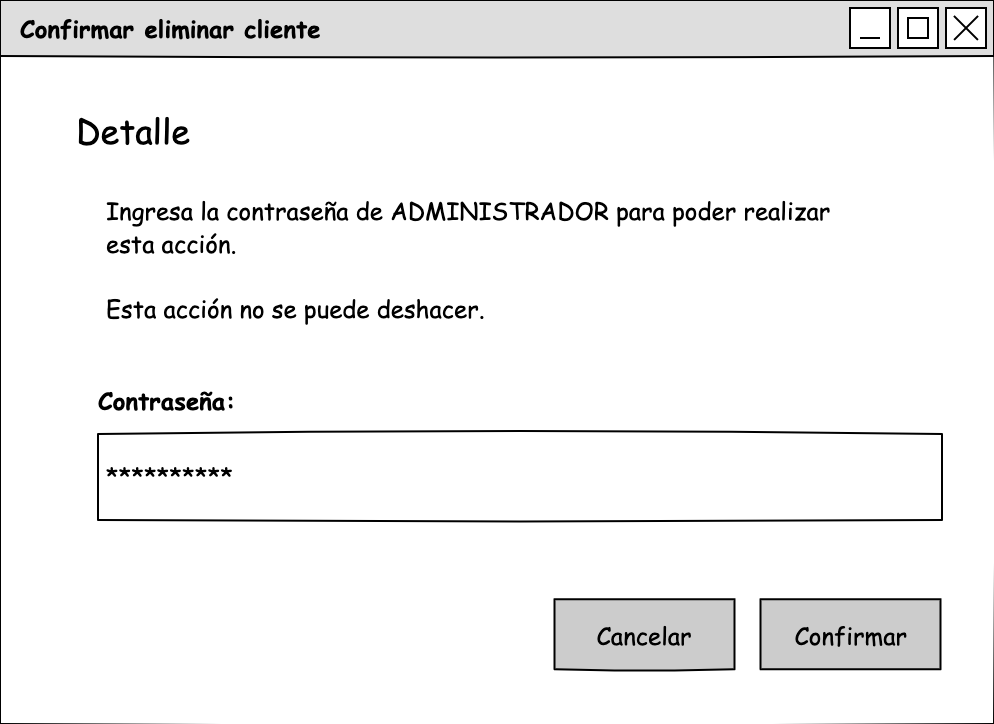 Confirmar eliminar cliente
Detalle
Ingresa la contraseña de ADMINISTRADOR para poder realizar
esta acción.
Esta acción no se puede deshacer.
Contraseña:
**********
Cancelar
Confirmar